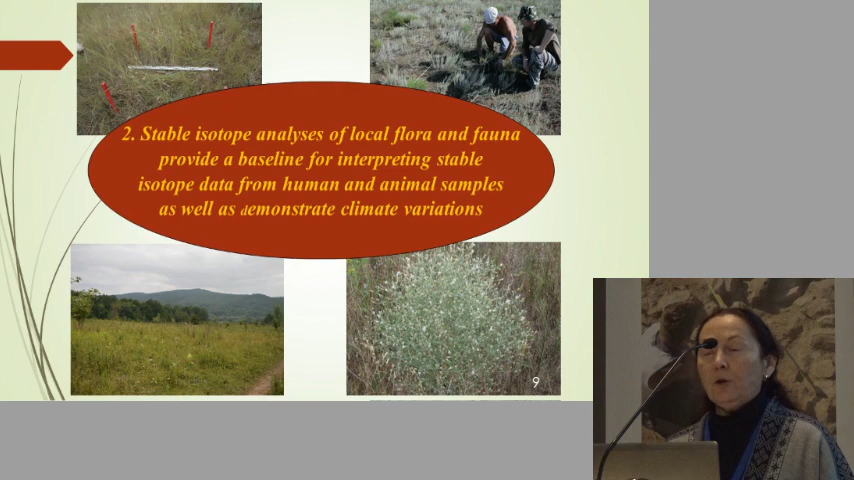 2. Stable isotope analyses of local flora and fauna
provide a baseline for interpreting stable
isotope data from human and animal samples
as well as demonstrate climate variations
9